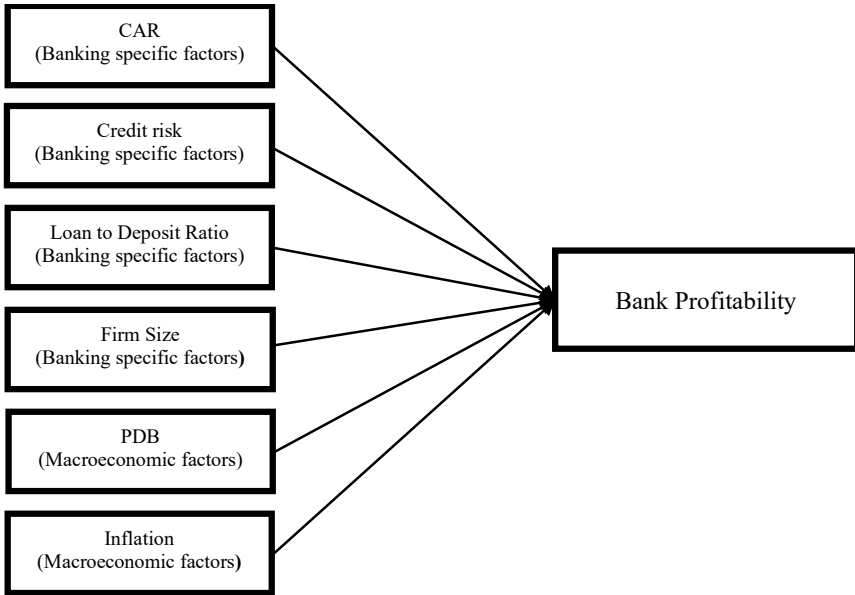 CAR
(Banking specific factors)
Credit risk
(Banking specific factors)
Loan to Deposit Ratio
(Banking specific factors)
Firm Size
(Banking specific factors)
PDB
(Macroeconomic factors)
Inflation
(Macroeconomic factors)
Bank Profitability